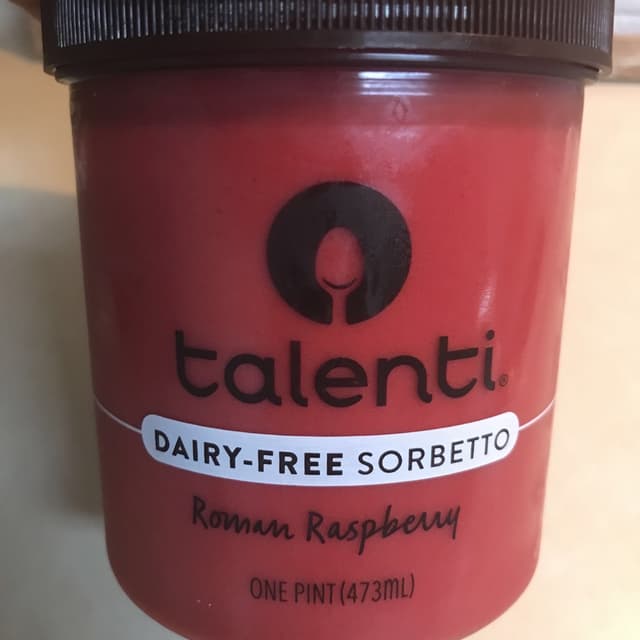 talenti®
DAIRY-FREE SORBETTO
Roman Raspberry
ONE PINT (473mL)